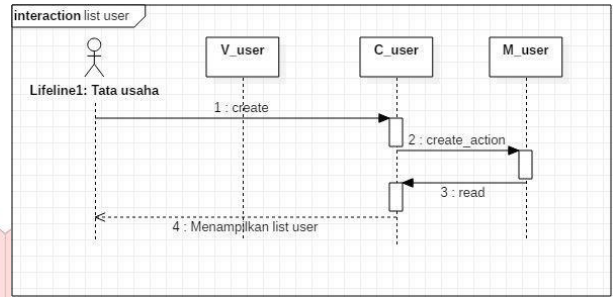 interaction list user
V_user
C_user
M_user
Lifeline1: Tata usaha
1 : create
2 : create_action
3 : read
4 : Menampilkan list user